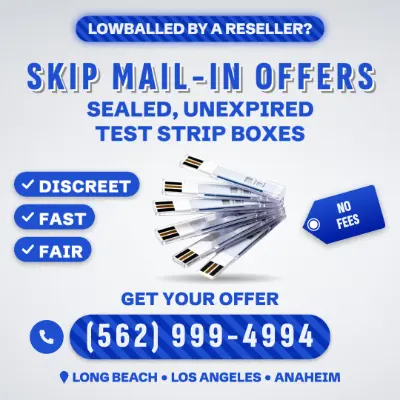 LOWBALLED BY A RESELLER?
SKIP MAIL-IN OFFERS
SEALED, UNEXPIRED
TEST STRIP BOXES
DISCREET
FAST
FAIR
NO
FEES
GET YOUR OFFER
(562) 999-4994
LONG BEACH • LOS ANGELES • ANAHEIM